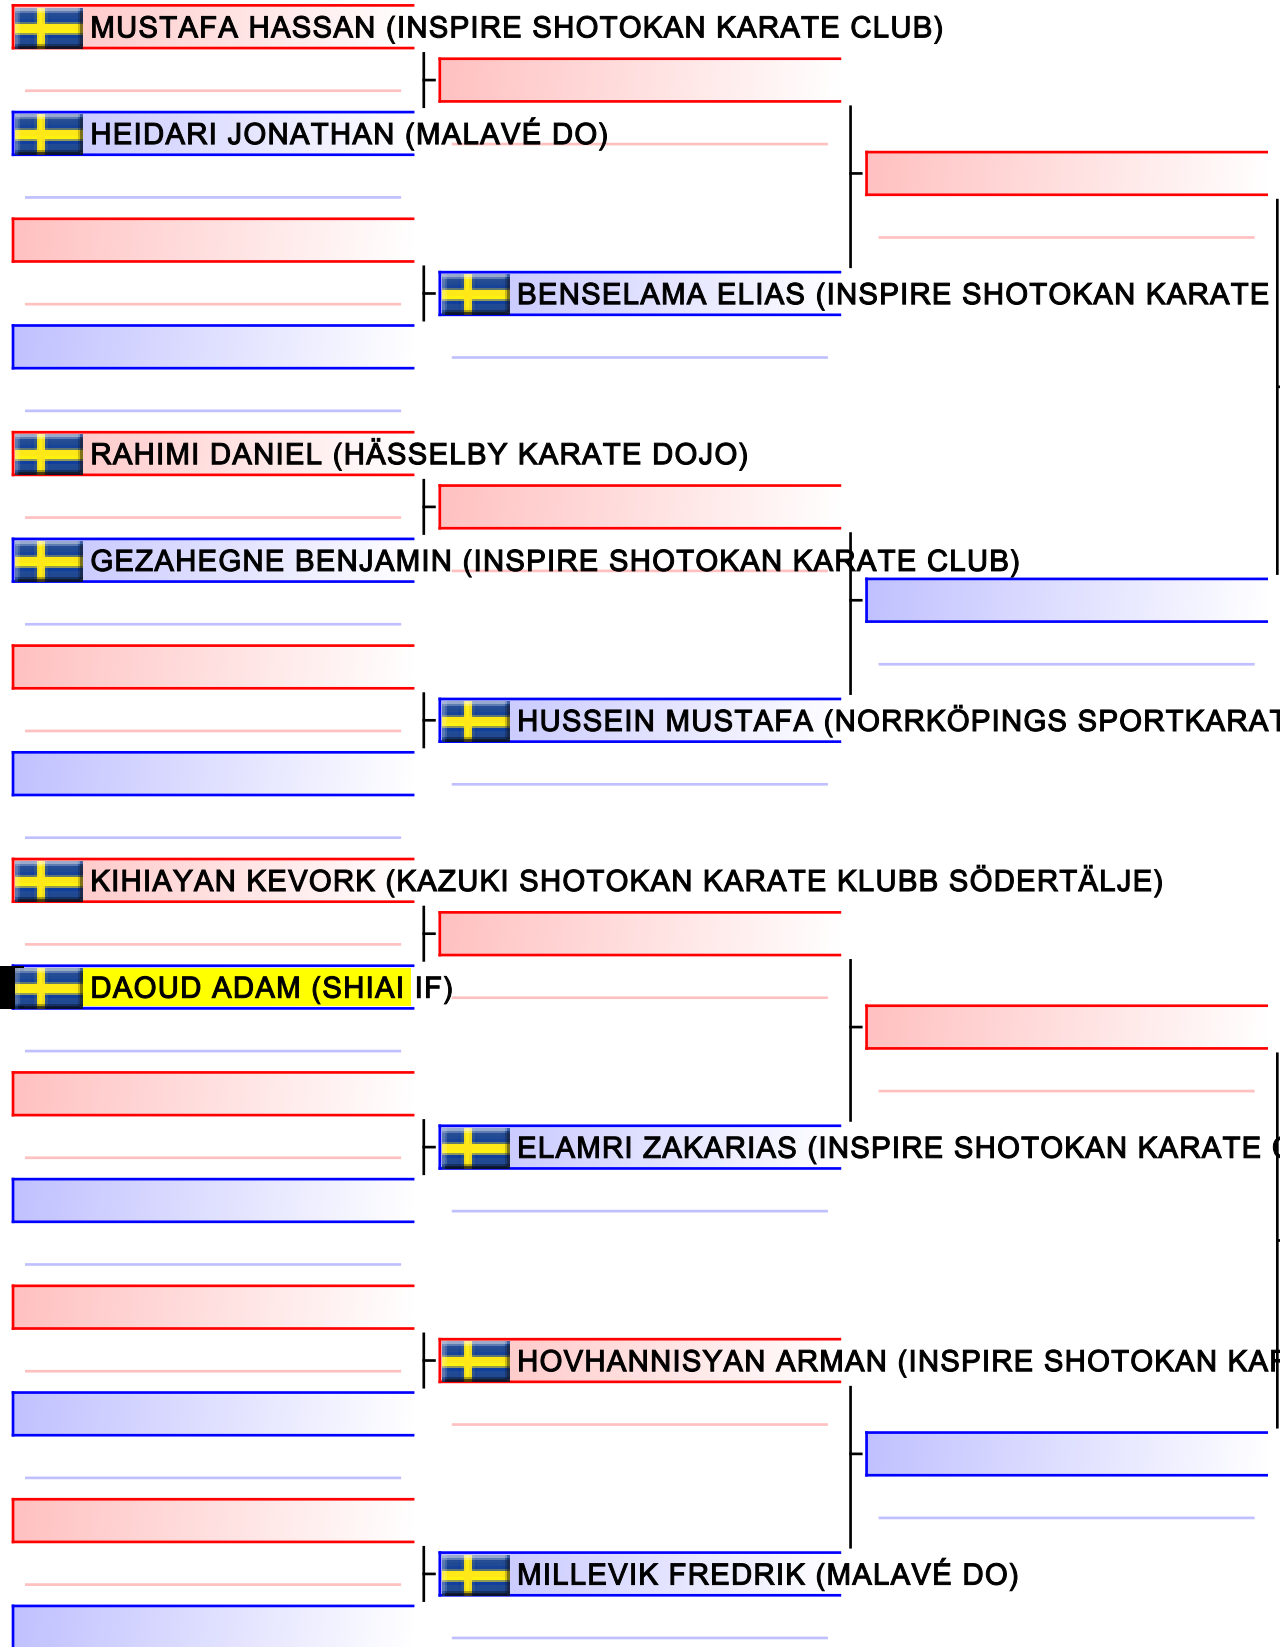 MUSTAFA HASSAN (INSPIRE SHOTOKAN KARATE CLUB)
HEIDARI JONATHAN (MALAVÉ DO)
BENSELAMA ELIAS (INSPIRE SHOTOKAN KARATE
RAHIMI DANIEL (HÄSSELBY KARATE DOJO)
GEZAHEGNE BENJAMIN (INSPIRE SHOTOKAN KARATE CLUB)
HUSSEIN MUSTAFA (NORRKÖPINGS SPORTKARAT
KIHIAYAN KEVORK (KAZUKI SHOTOKAN KARATE KLUBB SÖDERTÄLJE)
DAOUD ADAM (SHIAI IF)
ELAMRI ZAKARIAS (INSPIRE SHOTOKAN KARATE
HOVHANNISYAN ARMAN (INSPIRE SHOTOKAN KAR
MILLEVIK FREDRIK (MALAVÉ DO)